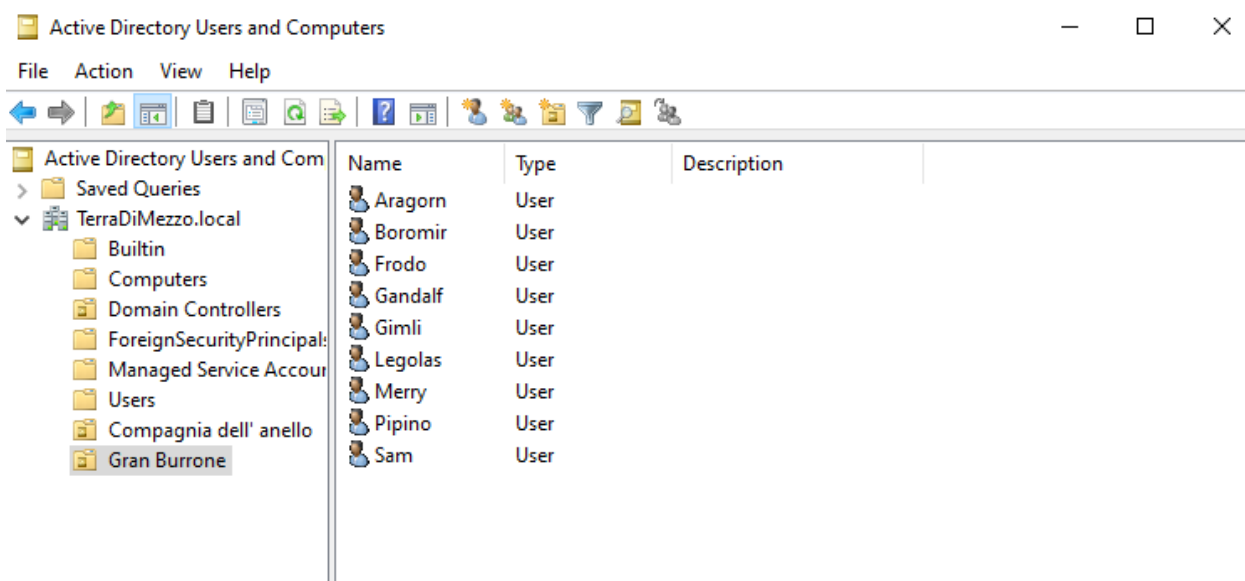 Active Directory Users and Computers
File Action View Help
Active Directory Users and Com
Saved Queries
TerraDiMezzo.local
Builtin
Computers
Domain Controllers
ForeignSecurityPrincipal
Managed Service Accour
Users
Compagnia dell' anello
Gran Burrone
Name Type Description
Aragorn User
Boromir User
Frodo User
Gandalf User
Gimli User
Legolas User
Merry User
Pipino User
Sam User